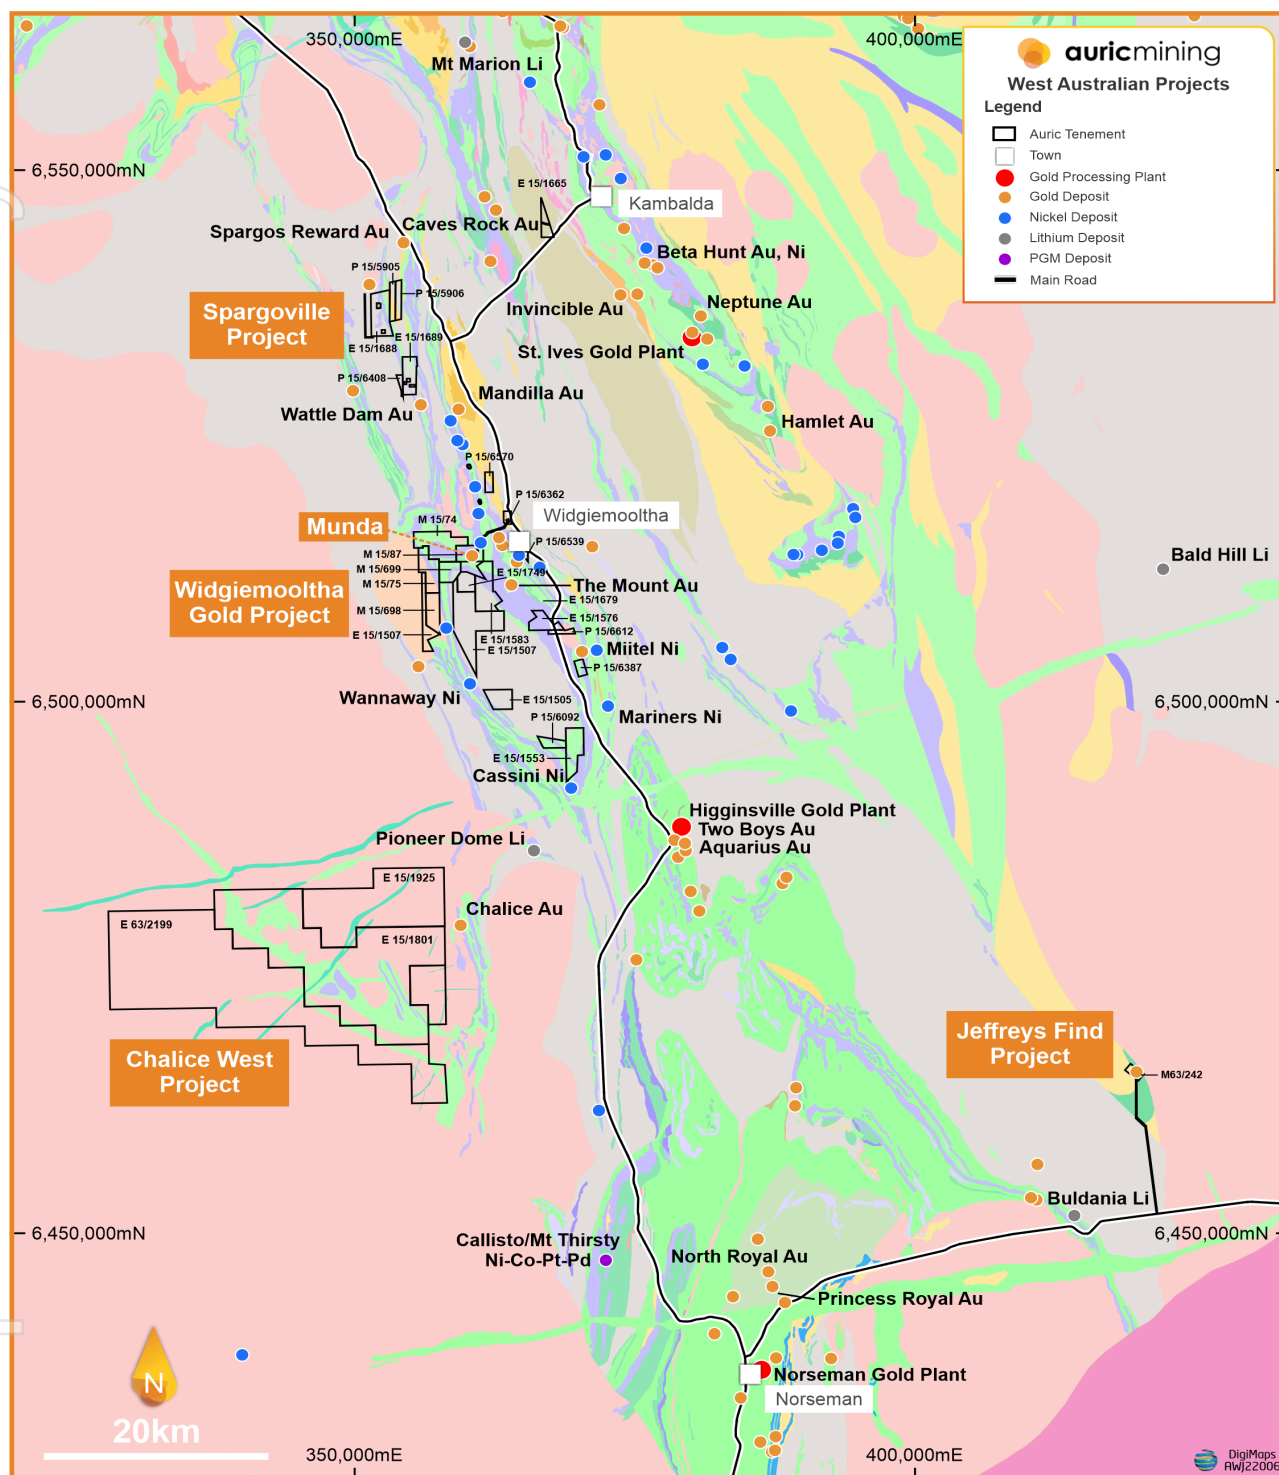 350,000mE
400,000mE
auricmining
West Australian Projects
Legend
Auric Tenement
Town
Gold Processing Plant
Gold Deposit
Nickel Deposit
Lithium Deposit
PGM Deposit
Main Road
Mt Marion Li
6,550,000mN
E 15/1665
Kambalda
Caves Rock Au
Spargos Reward Au
Beta Hunt Au, Ni
P 15/5905
P 15/5906
Neptune Au
Invincible Au
Spargoville
Project
E 15/1689
E 15/1688
St. Ives Gold Plant
P 15/6408
Mandilla Au
Wattle Dam Au
Hamlet Au
P 15/6570
P 15/6362
Widgiemooltha
Munda
M 15/74
P 15/6539
M 15/87
Bald Hill Li
M 15/699
E 15/1749
M 15/75
The Mount Au
Widgiemooltha
Gold Project
E 15/1679
M 15/698
E 15/1576
P 15/6612
E 15/1507
E 15/1583
E 15/1507
Miitel Ni
P 15/6387
Wannaway Ni
E 15/1505
6,500,000mN
6,500,000mN
P 15/6092
Mariners Ni
E 15/1553
Cassini Ni
Higginsville Gold Plant
Two Boys Au
Aquarius Au
Pioneer Dome Li
E 15/1925
Chalice Au
E 63/2199
E 15/1801
Jeffreys Find
Project
Chalice West
Project
M63/242
Buldania Li
6,450,000mN
6,450,000mN
Callisto/Mt Thirsty
Ni-Co-Pt-Pd
North Royal Au
Princess Royal Au
Norseman Gold Plant
Norseman
N
20km
350,000mE
400,000mE
DigiMaps
AWJ22006